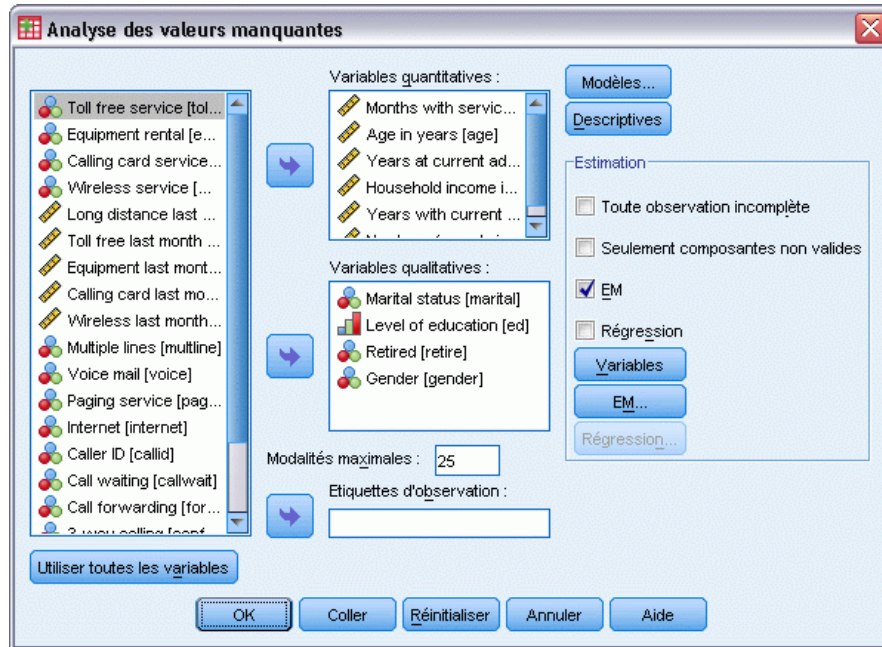 Analyse des valeurs manquantes
Toll free service [tol...
Equipment rental [e...
Calling card service...
Wireless service [...
Long distance last ...
Toll free last month ...
Equipment last mont...
Calling card last mo...
Wireless last month...
Multiple lines [multline]
Voice mail [voice]
Paging service [pag...
Internet [internet]
Caller ID [callid]
Call waiting [callwait]
Call forwarding [for...
Utiliser toutes les variables
Variables quantitatives :
Months with servic...
Age in years [age]
Years at current ad...
Household income i...
Years with current ...
Variables qualitatives :
Marital status [marital]
Level of education [ed]
Retired [retire]
Gender [gender]
Modalités maximales : 25
Etiquettes d'observation :
Modèles...
Descriptives
Estimation
Toute observation incomplète
Seulement composantes non valides
EM
Régression
Variables
EM...
Régression...
OK
Coller
Réinitialiser
Annuler
Aide